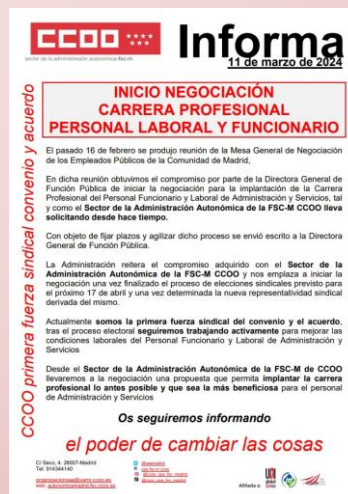 CCOO
sector de la administración autonómica-fsc-m
Informa
11 de marzo de 2024
CCOO primera fuerza sindical convenio y acuerdo
INICIO NEGOCIACIÓN
CARRERA PROFESIONAL
PERSONAL LABORAL Y FUNCIONARIO
El pasado 16 de febrero se produjo reunión de la Mesa General de Negociación
de los Empleados Públicos de la Comunidad de Madrid,
En dicha reunión obtuvimos el compromiso por parte de la Directora General de
Función Pública de iniciar la negociación para la implantación de la Carrera
Profesional del Personal Funcionario y Laboral de Administración y Servicios, tal
y como el Sector de la Administración Autonómica de la FSC-M CCOO lleva
solicitando desde hace tiempo.
Con objeto de fijar plazos y agilizar dicho proceso se envió escrito a la Directora
General de Función Pública.
La Administración reitera el compromiso adquirido con el Sector de la
Administración Autonómica de la FSC-M CCOO y nos emplaza a iniciar la
negociación una vez finalizado el proceso de elecciones sindicales previsto para
el próximo 17 de abril y una vez determinada la nueva representatividad sindical
derivada del mismo.
Actualmente somos la primera fuerza sindical del convenio y el acuerdo,
tras el proceso electoral seguiremos trabajando activamente para mejorar las
condiciones laborales del Personal Funcionario y Laboral de Administración y
Servicios
Desde el Sector de la Administración Autonómica de la FSC-M de CCOO
llevaremos a la negociación una propuesta que permita implantar la carrera
profesional lo antes posible y que sea la más beneficiosa para el personal
de Administración y Servicios
Os seguiremos informando
el poder de cambiar las cosas
C/ Seco, 4. 28007-Madrid
Tel: 914344140
Afiliado a: